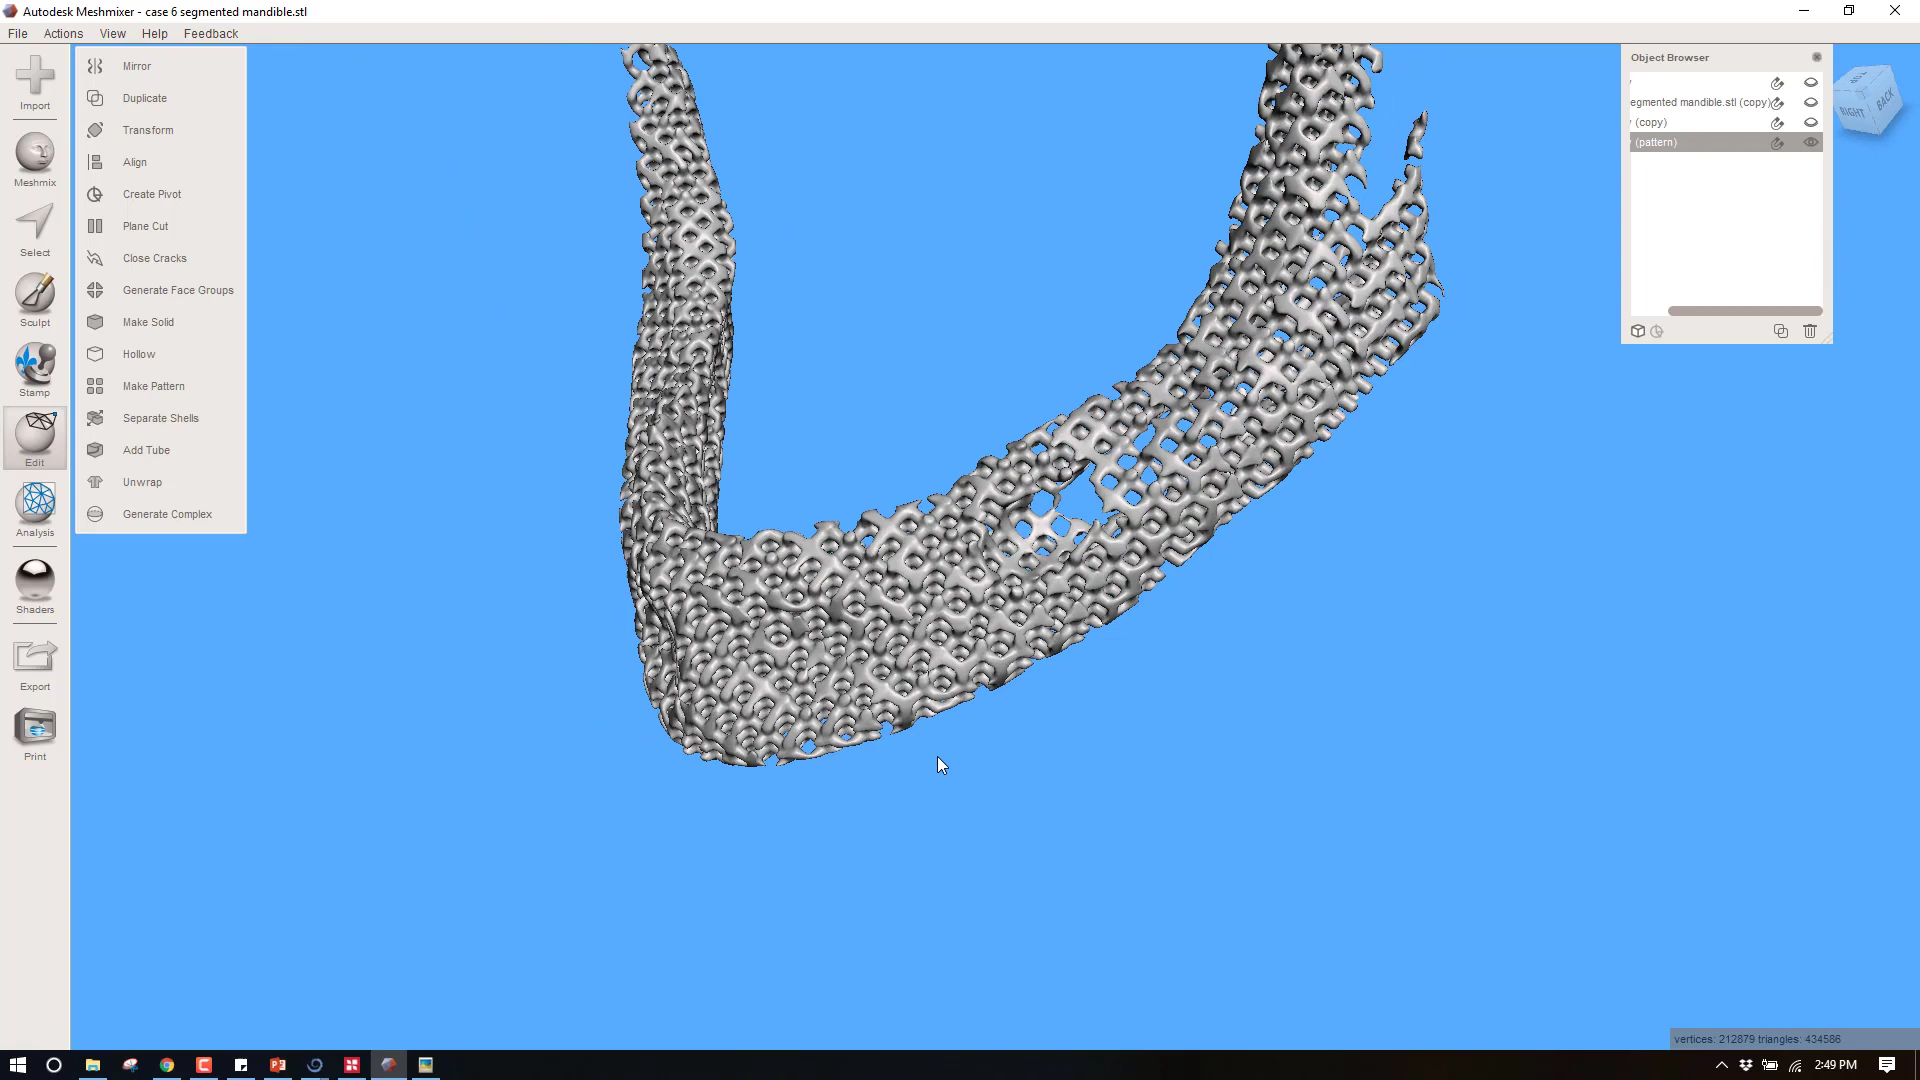 Autodesk Meshmixer - case 6 segmented mandible.stl
File Actions View Help Feedback
Import
Meshmix
Select
Sculpt
Stamp
Edit
Analysis
Shaders
Export
Print
Mirror
Duplicate
Transform
Align
Create Pivot
Plane Cut
Close Cracks
Generate Face Groups
Make Solid
Hollow
Make Pattern
Separate Shells
Add Tube
Unwrap
Generate Complex
Object Browser
egmented mandible.stl (copy)
(copy)
(pattern)
TOP
RIGHT
BACK
vertices: 212879 triangles: 434586
2:49 PM